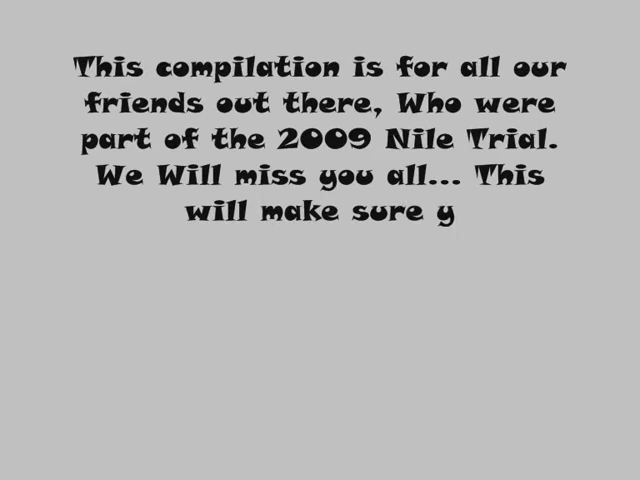 This compilation is for all our
friends out there, Who were
part of the 2009 Nile Trial.
We Will miss you all... This
will make sure y